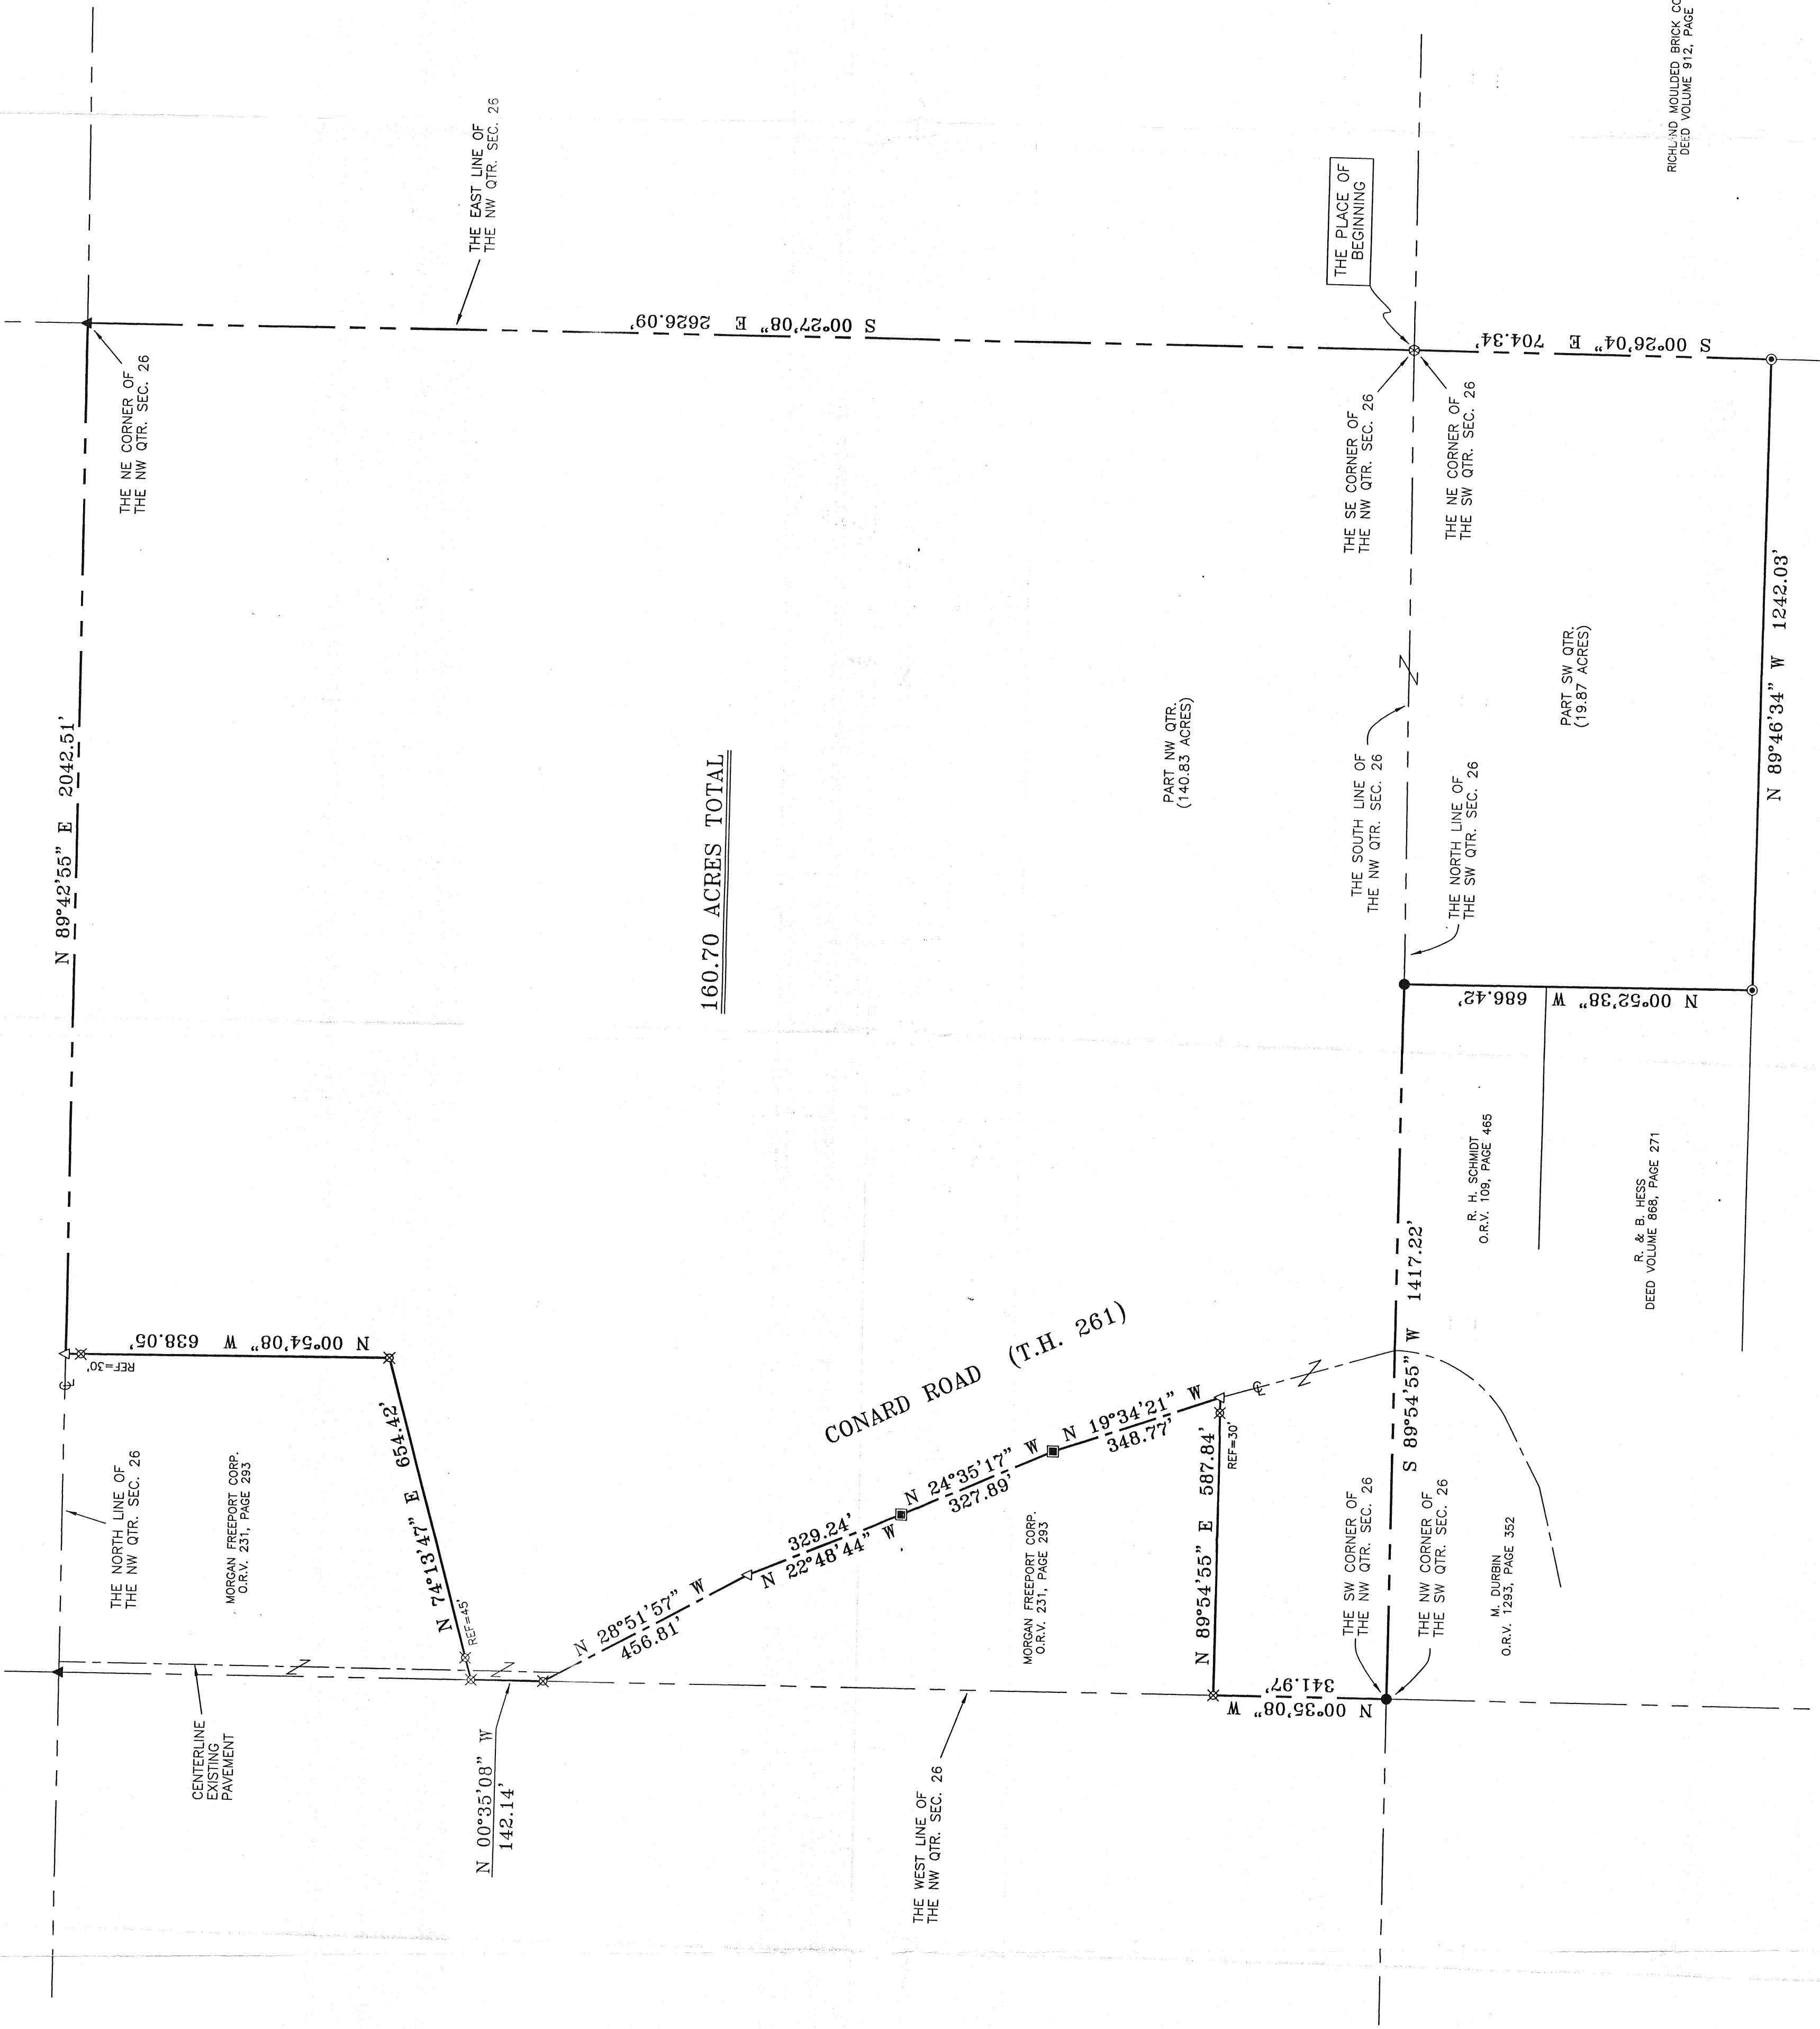 RICHLAND MOULDED BRICK CO
DEED VOLUME 912, PAGE
THE EAST LINE OF
THE NW QTR. SEC. 26
THE PLACE OF
BEGINNING
S 00°27'08" E 2626.09'
S 00°26'04" E 704.34'
THE NE CORNER OF
THE NW QTR. SEC. 26
THE SE CORNER OF
THE NW QTR. SEC. 26
THE NE CORNER OF
THE SW QTR. SEC. 26
N 89°42'55" E 2042.51'
160.70 ACRES TOTAL
PART NW QTR.
(140.83 ACRES)
PART SW QTR.
(19.87 ACRES)
N 89°46'34" W 1242.03'
THE SOUTH LINE OF
THE NW QTR. SEC. 26
THE NORTH LINE OF
THE SW QTR. SEC. 26
N 00°52'38" W 686.42'
R. H. SCHMIDT
O.R.V. 109, PAGE 465
R. & B. HESS
DEED VOLUME 868, PAGE 271
S 89°54'55" W 1417.22'
N 00°54'08" W 638.05'
REF=30'
CONARD ROAD (T.H. 261)
THE NORTH LINE OF
THE NW QTR. SEC. 26
MORGAN FREEPORT CORP.
O.R.V. 231, PAGE 293
N 74°13'47" E 654.42'
REF=45'
N 28°51'57" W
456.81'
329.24'
N 22°48'44" W
N 24°35'17" W
327.89'
N 19°34'21" W
348.77'
MORGAN FREEPORT CORP.
O.R.V. 231, PAGE 293
N 89°54'55" E 587.84'
REF=30'
THE SW CORNER OF
THE NW QTR. SEC. 26
THE NW CORNER OF
THE SW QTR. SEC. 26
M. DURBIN
O.R.V. 1293, PAGE 352
N 00°35'08" W
341.97'
CENTERLINE
EXISTING
PAVEMENT
N 00°35'08" W
142.14'
THE WEST LINE OF
THE NW QTR. SEC. 26